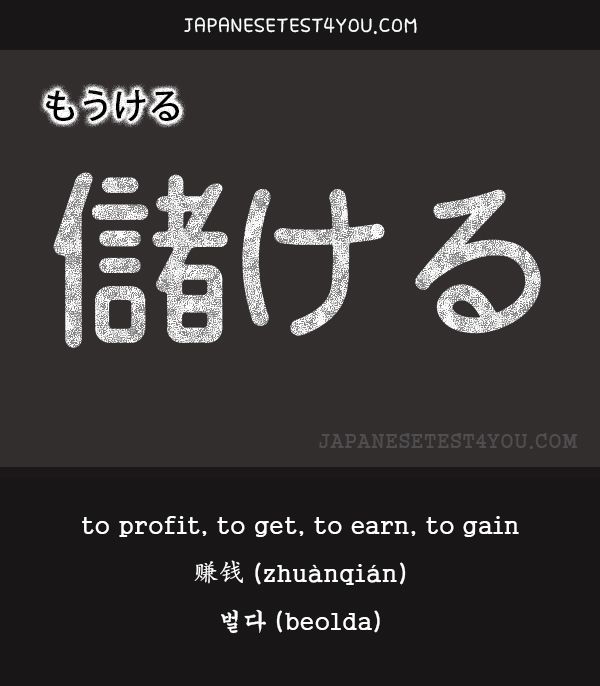 JAPANESETEST4YOU.COM
もうける
儲ける
JAPANESETEST4YOU.COM
to profit, to get, to earn, to gain
赚钱 (zhuànqián)
벌다 (beolda)